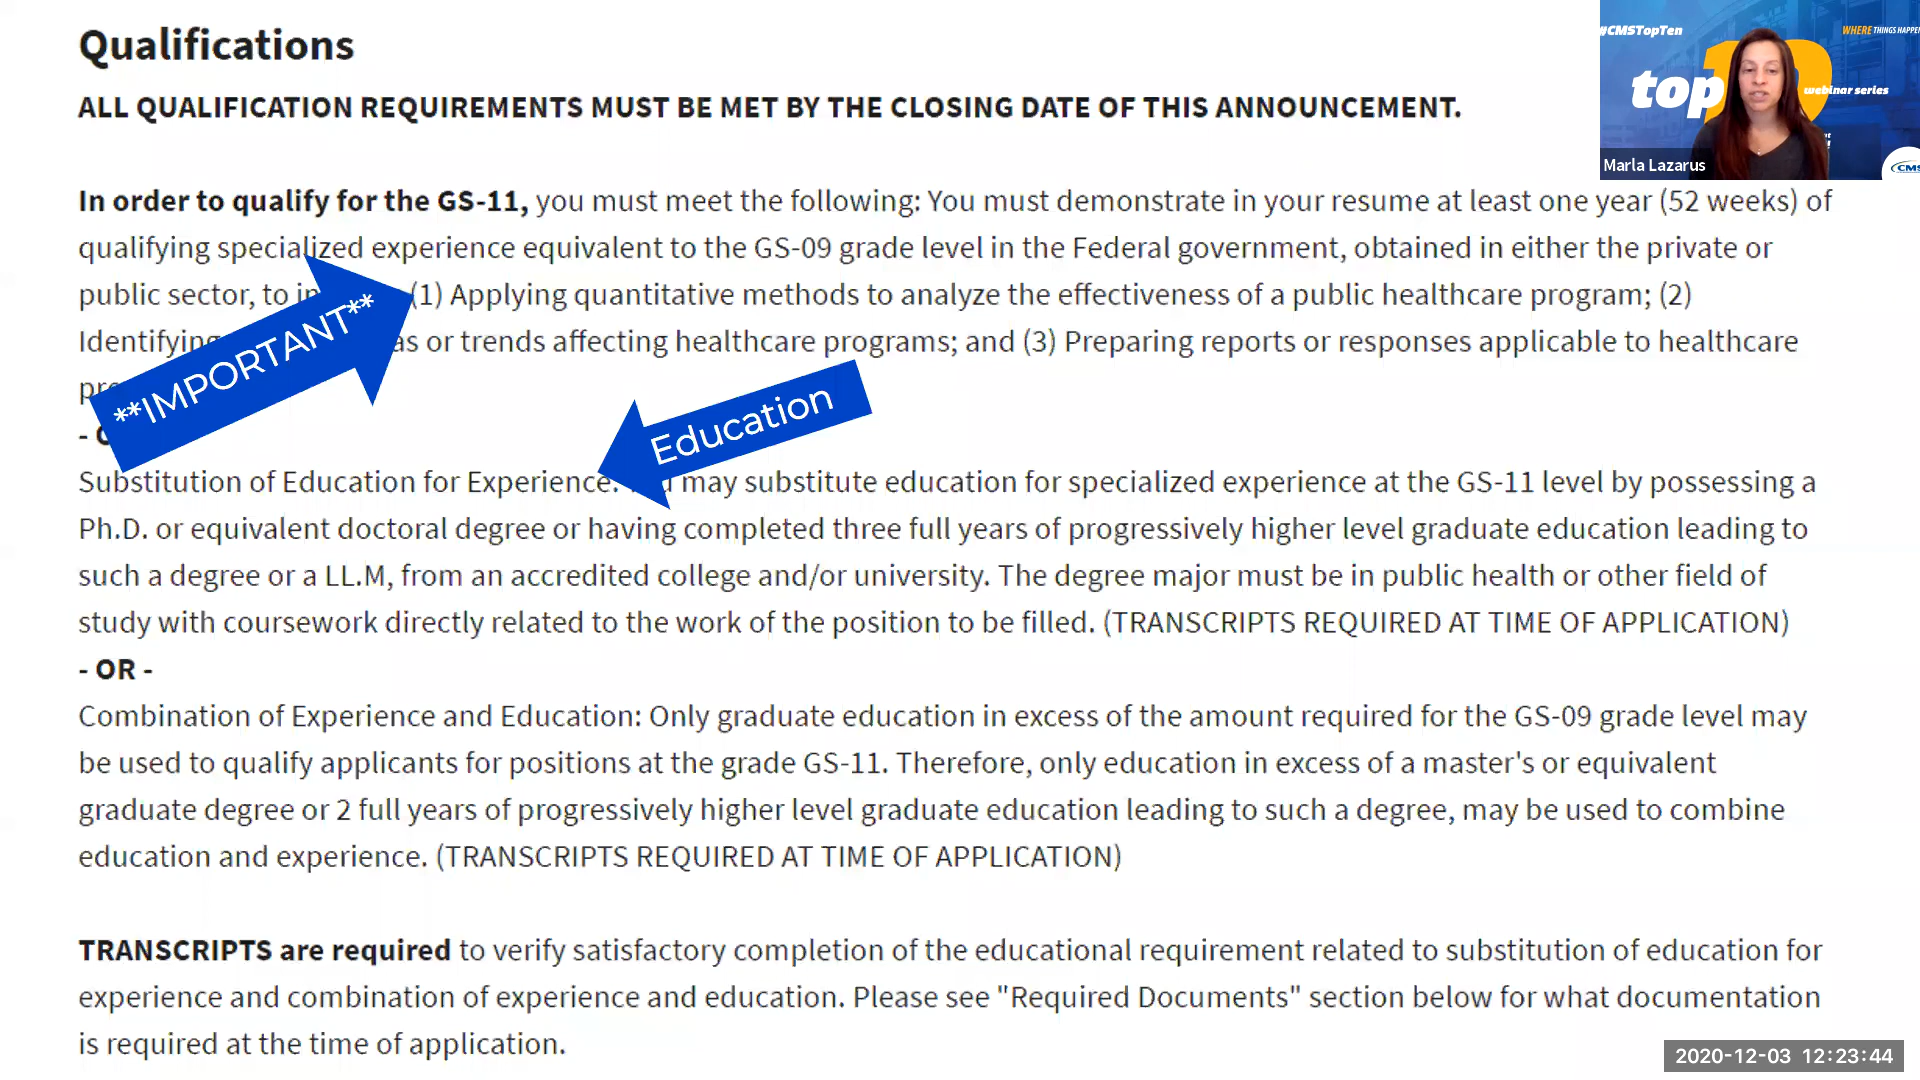 Qualifications
ALL QUALIFICATION REQUIREMENTS MUST BE MET BY THE CLOSING DATE OF THIS ANNOUNCEMENT.
In order to qualify for the GS-11, you must meet the following: You must demonstrate in your resume at least one year (52 weeks) of
qualifying specialized experience equivalent to the GS-09 grade level in the Federal government, obtained in either the private or
public sector, to (1) Applying quantitative methods to analyze the effectiveness of a public healthcare program; (2)
Identifying or trends affecting healthcare programs; and (3) Preparing reports or responses applicable to healthcare
**IMPORTANT**
Education
Substitution of Education for Experience. may substitute education for specialized experience at the GS-11 level by possessing a
Ph.D. or equivalent doctoral degree or having completed three full years of progressively higher level graduate education leading to
such a degree or a LL.M, from an accredited college and/or university. The degree major must be in public health or other field of
study with coursework directly related to the work of the position to be filled. (TRANSCRIPTS REQUIRED AT TIME OF APPLICATION)
- OR -
Combination of Experience and Education: Only graduate education in excess of the amount required for the GS-09 grade level may
be used to qualify applicants for positions at the grade GS-11. Therefore, only education in excess of a master's or equivalent
graduate degree or 2 full years of progressively higher level graduate education leading to such a degree, may be used to combine
education and experience. (TRANSCRIPTS REQUIRED AT TIME OF APPLICATION)
TRANSCRIPTS are required to verify satisfactory completion of the educational requirement related to substitution of education for
experience and combination of experience and education. Please see "Required Documents" section below for what documentation
is required at the time of application.
#CMSTopTen
WHERE THINGS HAPPEN
top
webinar series
Marla Lazarus
CMS
2020-12-03 12:23:44